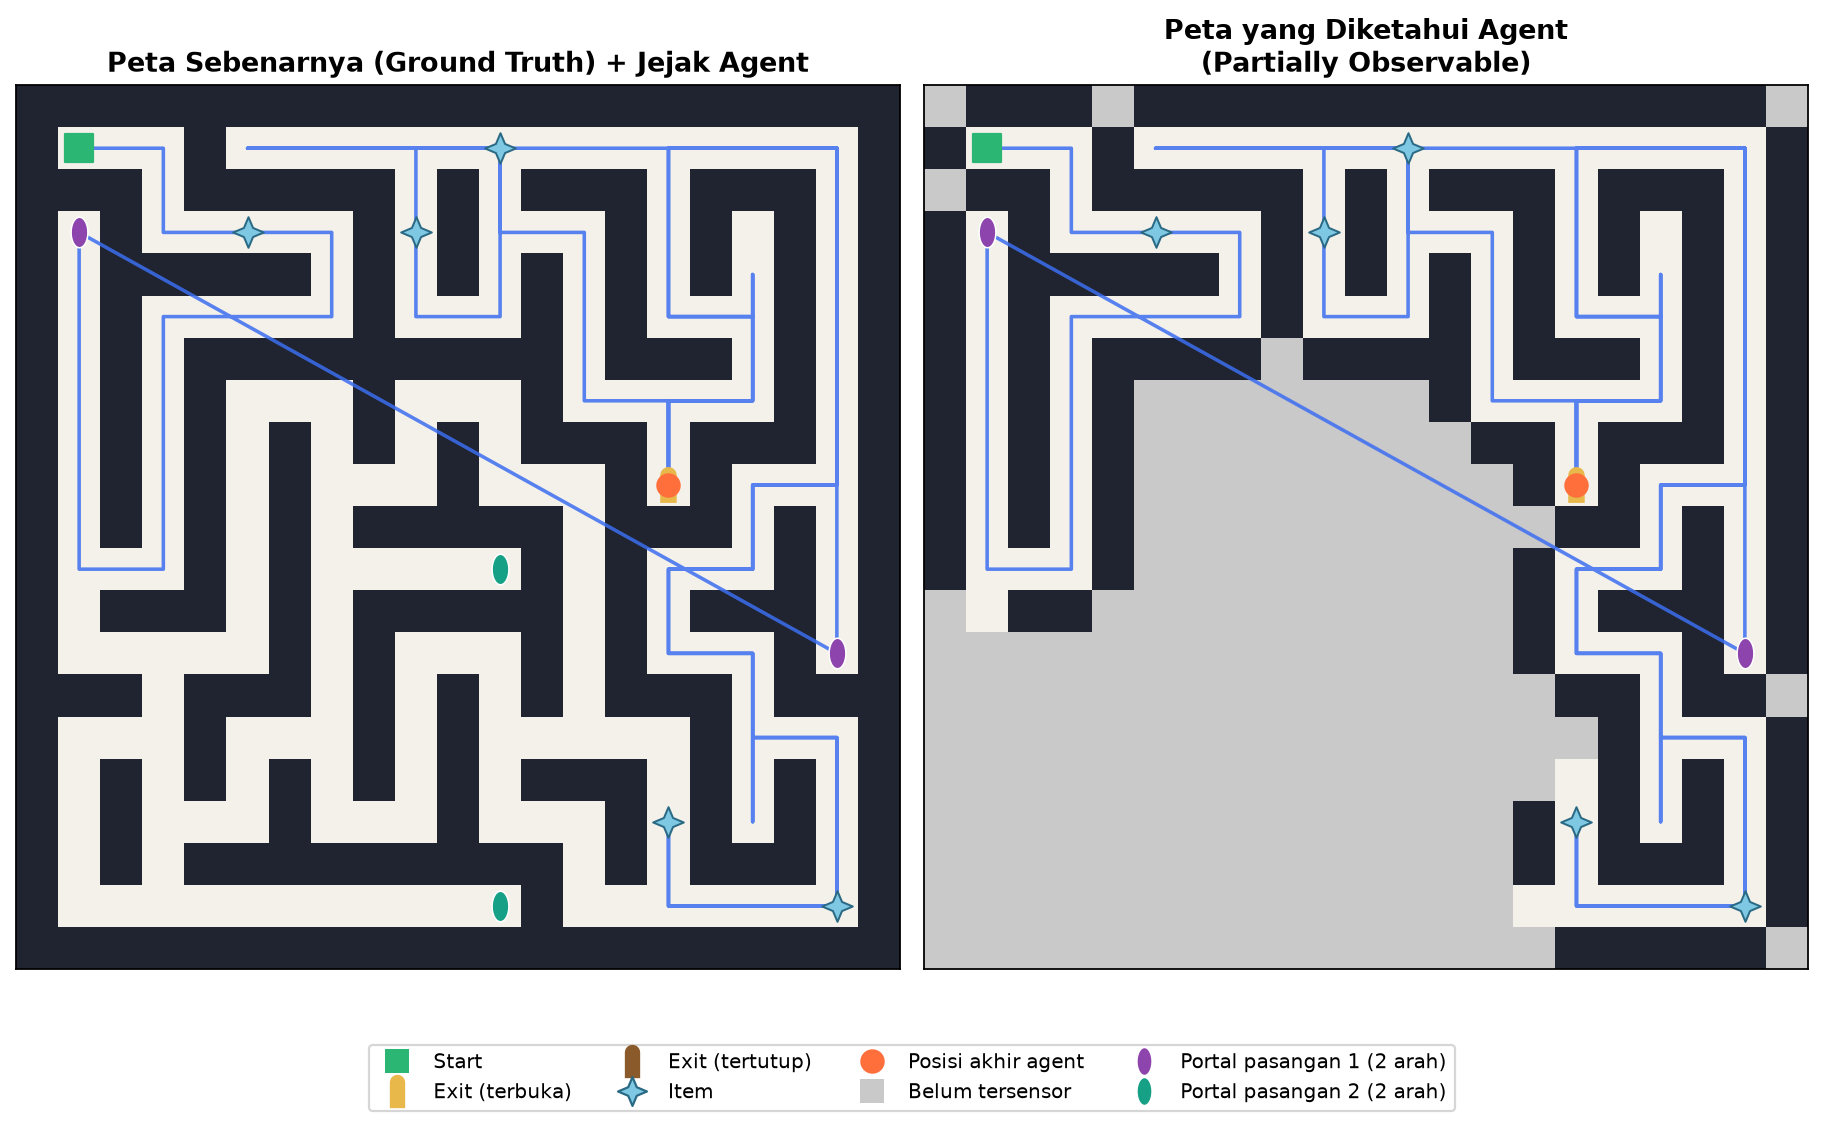 Peta Sebenarnya (Ground Truth) + Jejak Agent
Peta yang Diketahui Agent
(Partially Observable)
Start
Exit (terbuka)
Exit (tertutup)
Item
Posisi akhir agent
Belum tersensor
Portal pasangan 1 (2 arah)
Portal pasangan 2 (2 arah)